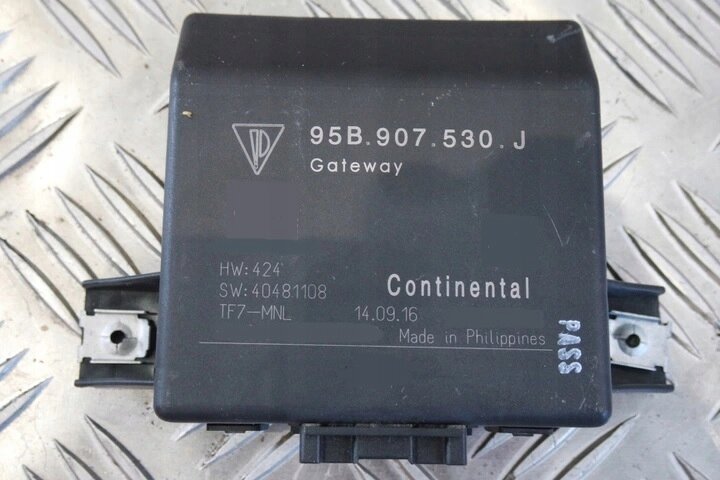 95B.907.530.J
Gateway
HW:424
SW:40481108
Continental
TF7-MNL 14.09.16
Made in Philippines
PASS